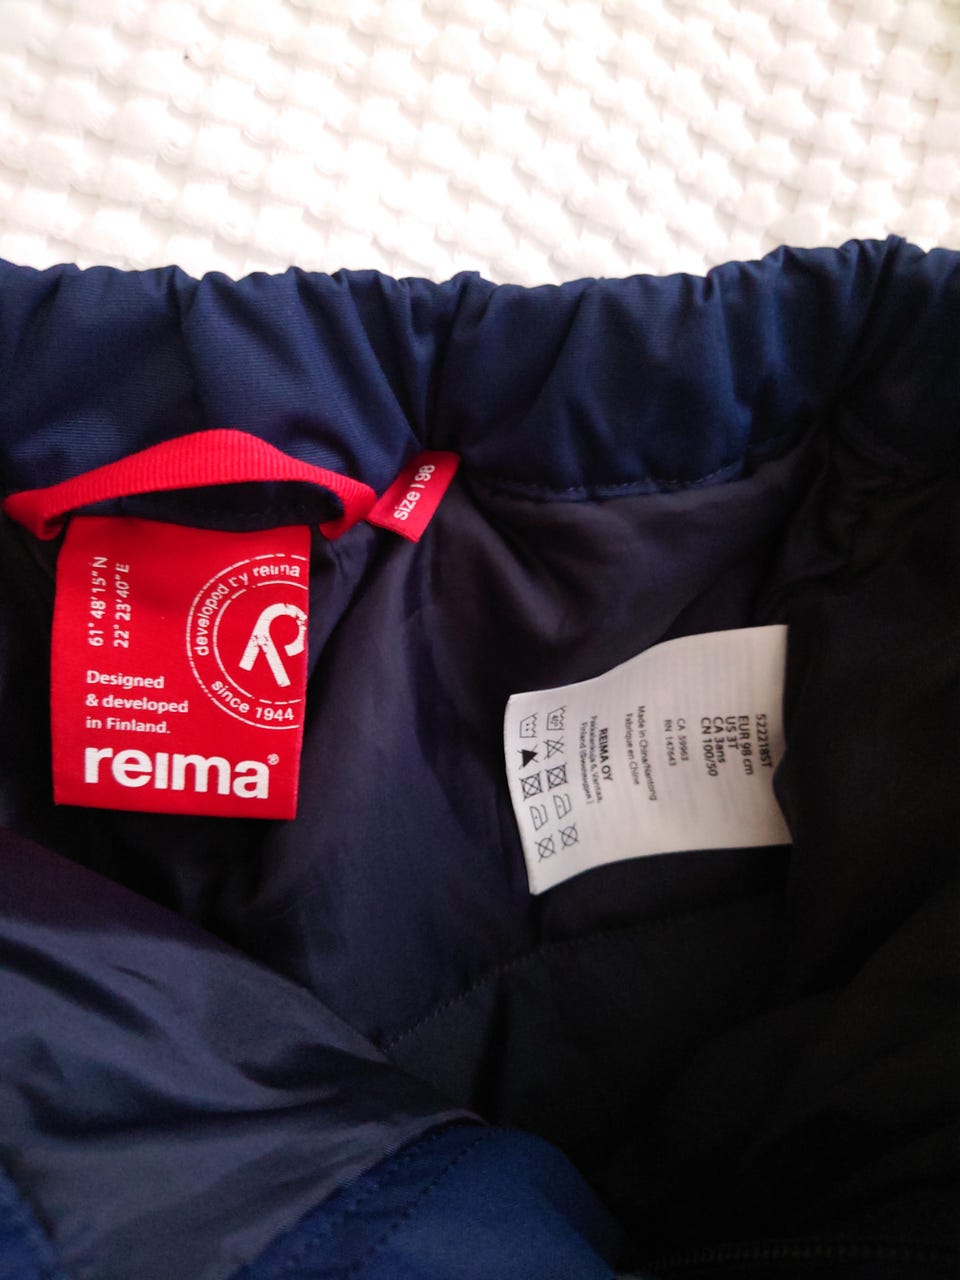 size | 98
61° 48' 15" N
22° 23' 40" E
developed by reima
since 1944
Designed
& developed
in Finland.
reima®
522218ST
EUR 98 cm
US 3T
CA 3ans
CN 100/50
CA 59963
RN 147643
Made in China/Nantong
Fabriqué en Chine
REIMA OY
Finland
40°